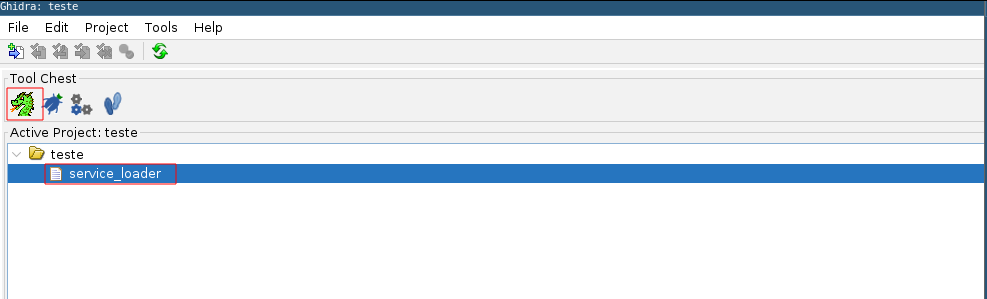 Ghidra: teste
File Edit Project Tools Help
Tool Chest
Active Project: teste
teste
service_loader